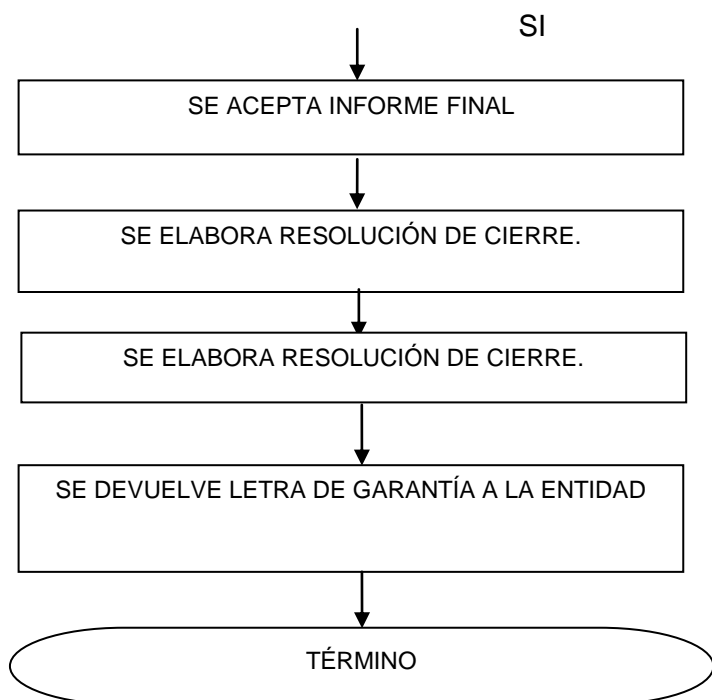 SI
SE ACEPTA INFORME FINAL
SE ELABORA RESOLUCIÓN DE CIERRE.
SE ELABORA RESOLUCIÓN DE CIERRE.
SE DEVUELVE LETRA DE GARANTÍA A LA ENTIDAD
TÉRMINO